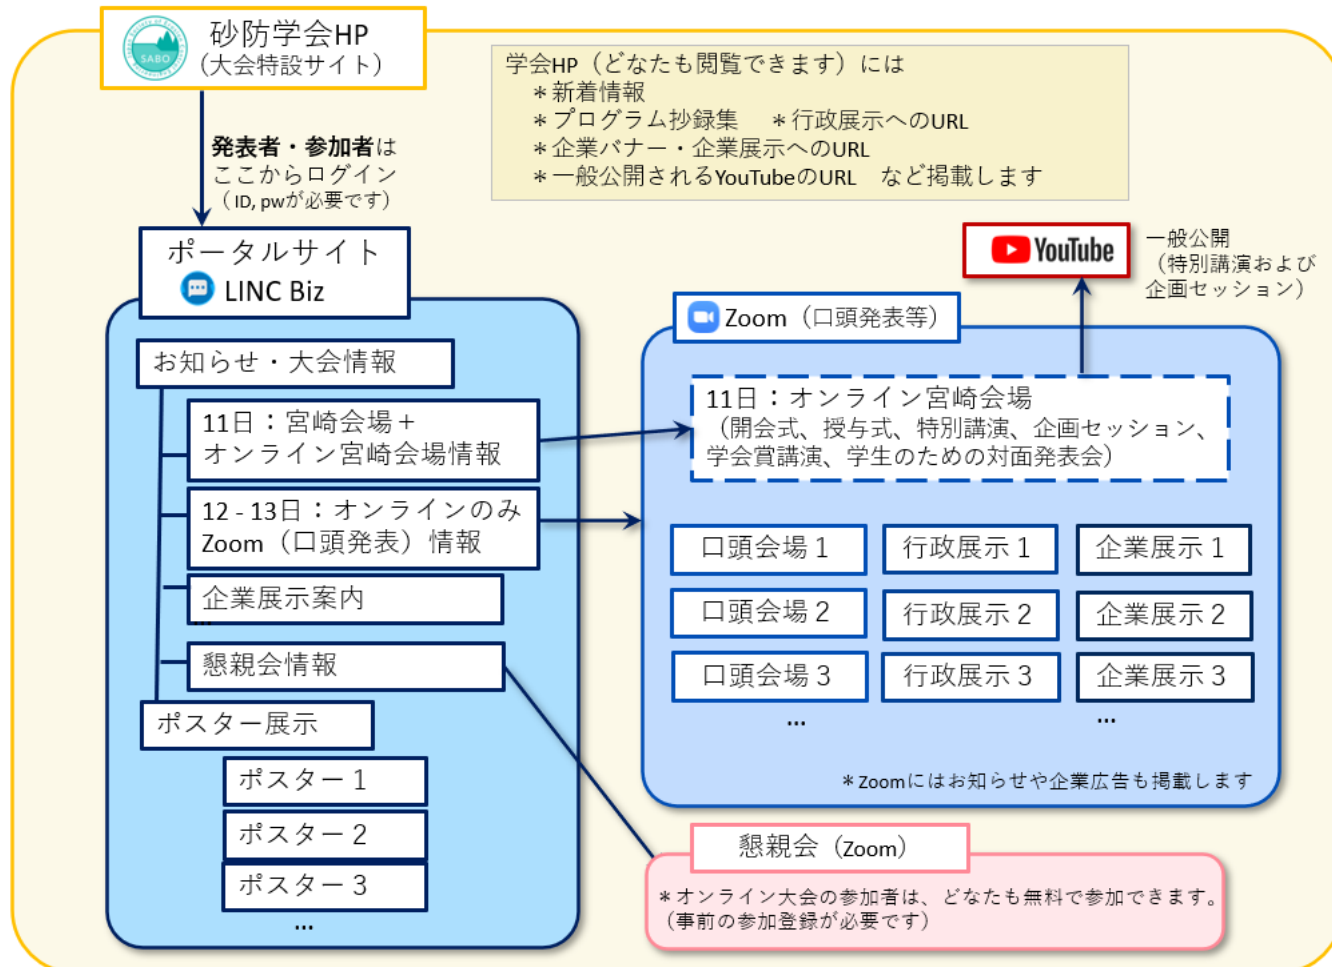 砂防学会HP
（大会特設サイト）
SABO
学会HP（どなたも閲覧できます）には
＊新着情報
＊プログラム抄録集　＊行政展示へのURL
＊企業バナー・企業展示へのURL
＊一般公開されるYouTubeのURL　など掲載します
発表者・参加者は
ここからログイン
（ID, pwが必要です）
ポータルサイト
LINC Biz
お知らせ・大会情報
11日：宮崎会場＋
オンライン宮崎会場情報
12 - 13日：オンラインのみ
Zoom（口頭発表）情報
企業展示案内
...
懇親会情報
ポスター展示
ポスター１
ポスター２
ポスター３
...
YouTube
一般公開
（特別講演および
企画セッション）
Zoom（口頭発表等）
11日：オンライン宮崎会場
（開会式、授与式、特別講演、企画セッション、
学会賞講演、学生のための対面発表会）
口頭会場１　行政展示１　企業展示１
口頭会場２　行政展示２　企業展示２
口頭会場３　行政展示３　企業展示３
...　...
＊Zoomにはお知らせや企業広告も掲載します
懇親会（Zoom）
＊オンライン大会の参加者は、どなたも無料で参加できます。
（事前の参加登録が必要です）